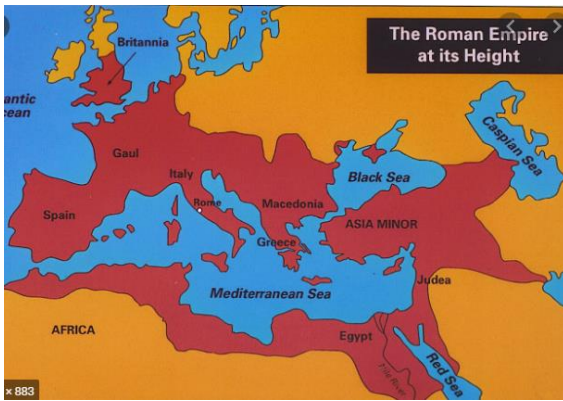 The Roman Empire
at its Height
Britannia
antic
cean
Caspian Sea
Gaul
Italy
Black Sea
Rome
Macedonia
Spain
ASIA MINOR
Greece
Judea
Mediterranean Sea
AFRICA
Egypt
Nile River
Red Sea
× 883